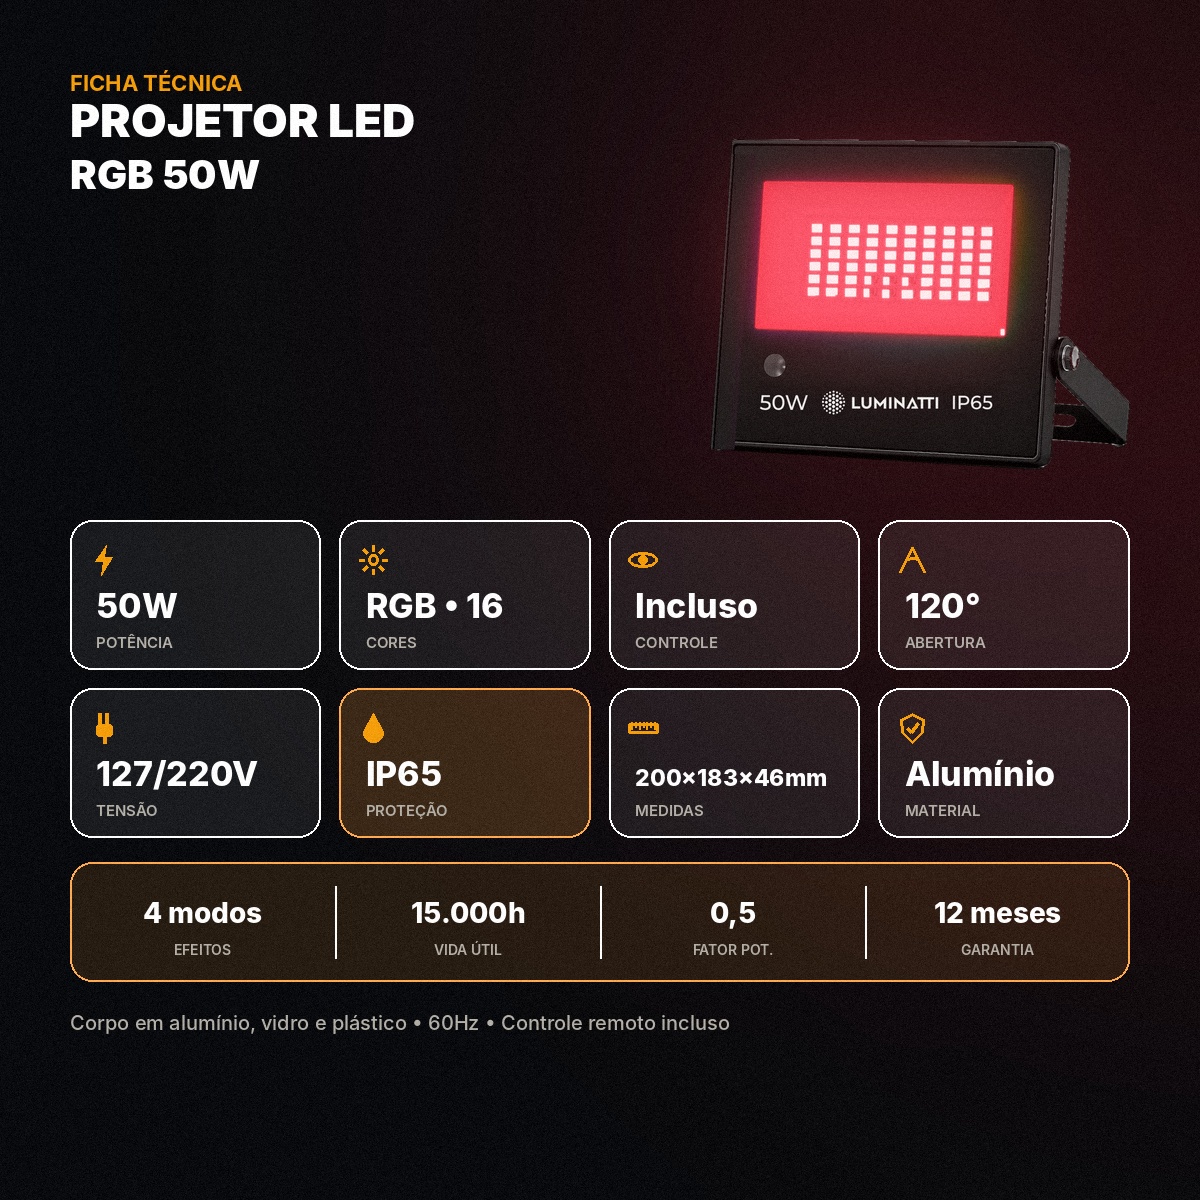 FICHA TÉCNICA
PROJETOR LED
RGB 50W
50W LUMINATTI IP65
50W
POTÊNCIA
RGB • 16
CORES
Incluso
CONTROLE
120°
ABERTURA
127/220V
TENSÃO
IP65
PROTEÇÃO
200×183×46mm
MEDIDAS
Alumínio
MATERIAL
4 modos
EFEITOS
15.000h
VIDA ÚTIL
0,5
FATOR POT.
12 meses
GARANTIA
Corpo em alumínio, vidro e plástico • 60Hz • Controle remoto incluso